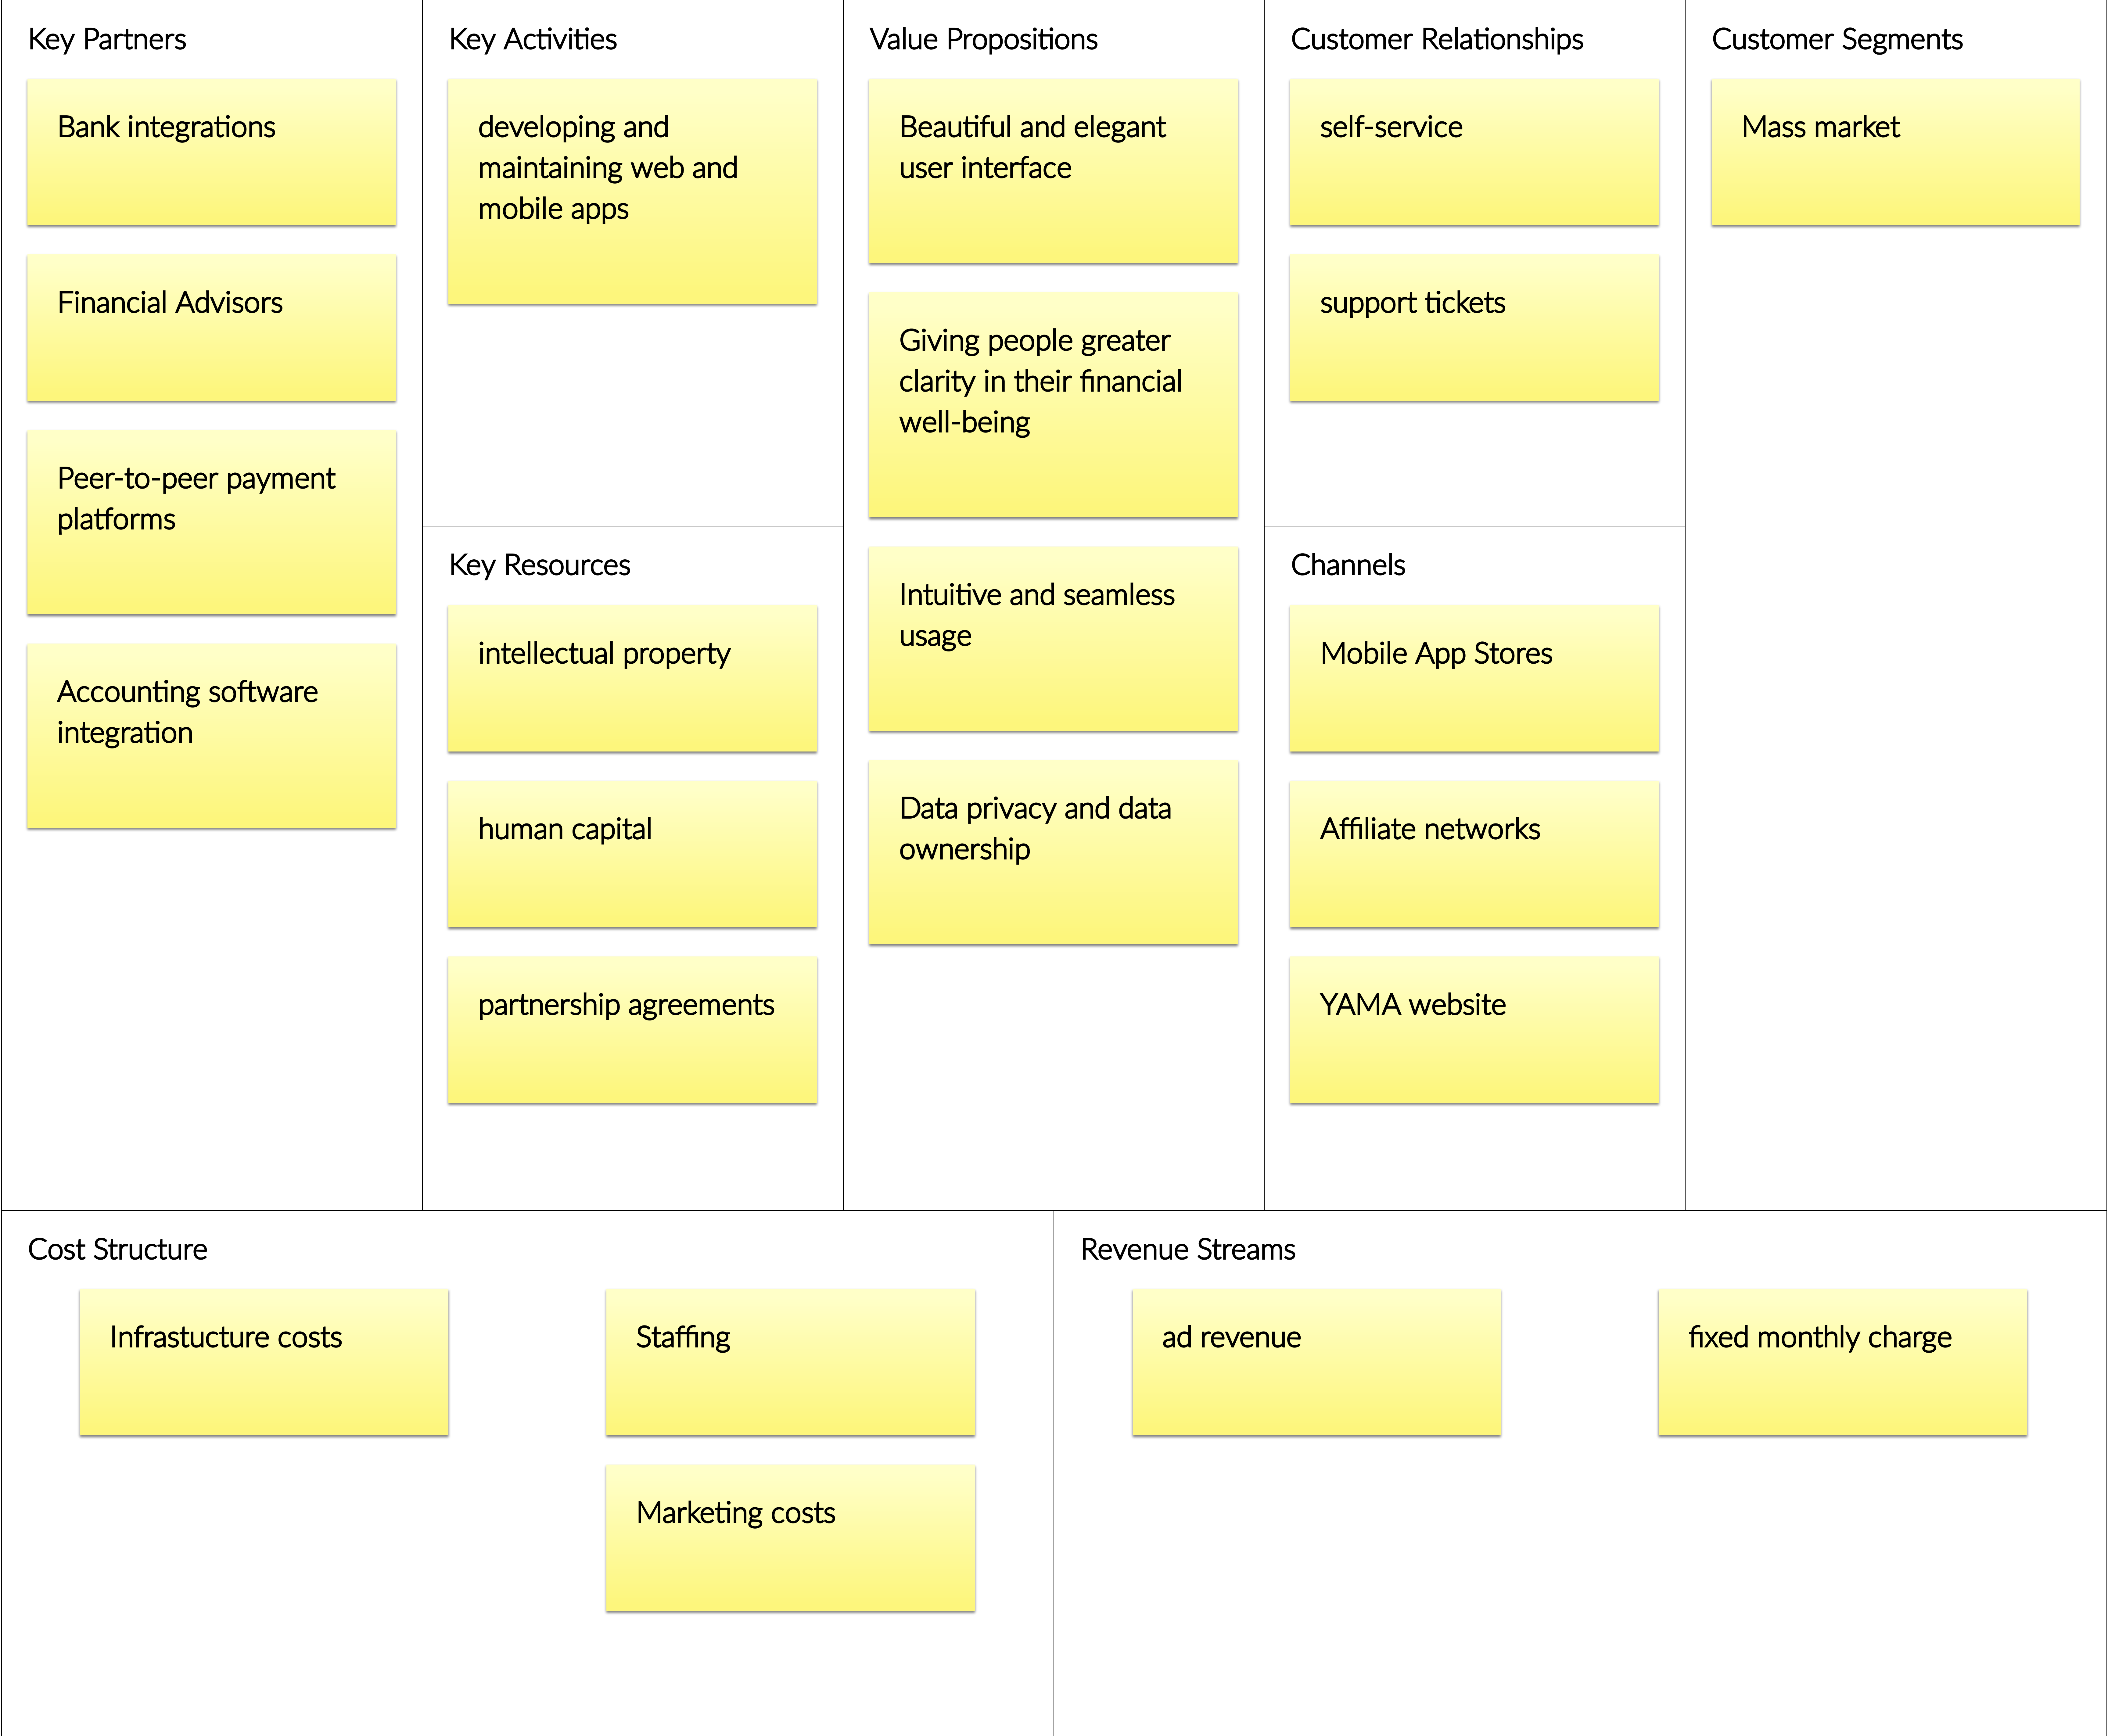 Key Partners
Bank integrations
Financial Advisors
Peer-to-peer payment
platforms
Accounting software
integration
Key Activities
developing and
maintaining web and
mobile apps
Key Resources
intellectual property
human capital
partnership agreements
Value Propositions
Beautiful and elegant
user interface
Giving people greater
clarity in their financial
well-being
Intuitive and seamless
usage
Data privacy and data
ownership
Customer Relationships
self-service
support tickets
Channels
Mobile App Stores
Affiliate networks
YAMA website
Customer Segments
Mass market
Cost Structure
Infrastucture costs
Staffing
Marketing costs
Revenue Streams
ad revenue
fixed monthly charge